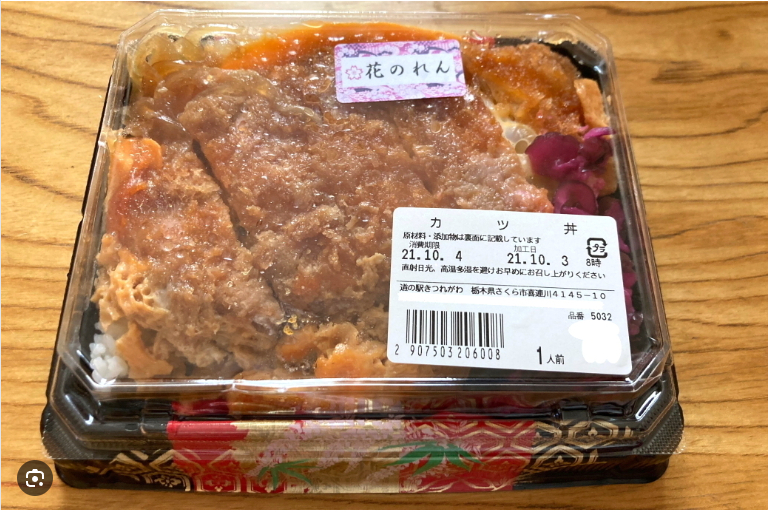 花のれん
カツ丼
原材料・添加物は裏面に記載しています
消費期限 加工日
21.10. 4 21.10. 3 8時
プラ
直射日光、高温多湿を避けお早めにお召し上がりください
道の駅きつれがわ 栃木県さくら市喜連川4145-10
品番 5032
2 907503 206008
1人前